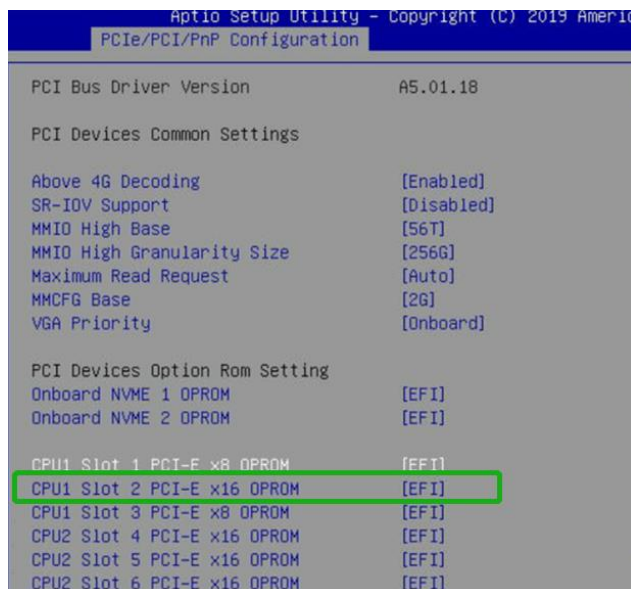 Aptio Setup Utility – Copyright (C) 2019 Americ
PCIe/PCI/PnP Configuration
PCI Bus Driver Version A5.01.18
PCI Devices Common Settings
Above 4G Decoding [Enabled]
SR-IOV Support [Disabled]
MMIO High Base [56T]
MMIO High Granularity Size [256G]
Maximum Read Request [Auto]
MMCFG Base [2G]
VGA Priority [Onboard]
PCI Devices Option Rom Setting
Onboard NVME 1 OPROM [EFI]
Onboard NVME 2 OPROM [EFI]
CPU1 Slot 1 PCI-E x8 OPROM [EFI]
CPU1 Slot 2 PCI-E x16 OPROM [EFI]
CPU1 Slot 3 PCI-E x8 OPROM [EFI]
CPU2 Slot 4 PCI-E x16 OPROM [EFI]
CPU2 Slot 5 PCI-E x16 OPROM [EFI]
CPU2 Slot 6 PCI-E x16 OPROM [EFI]